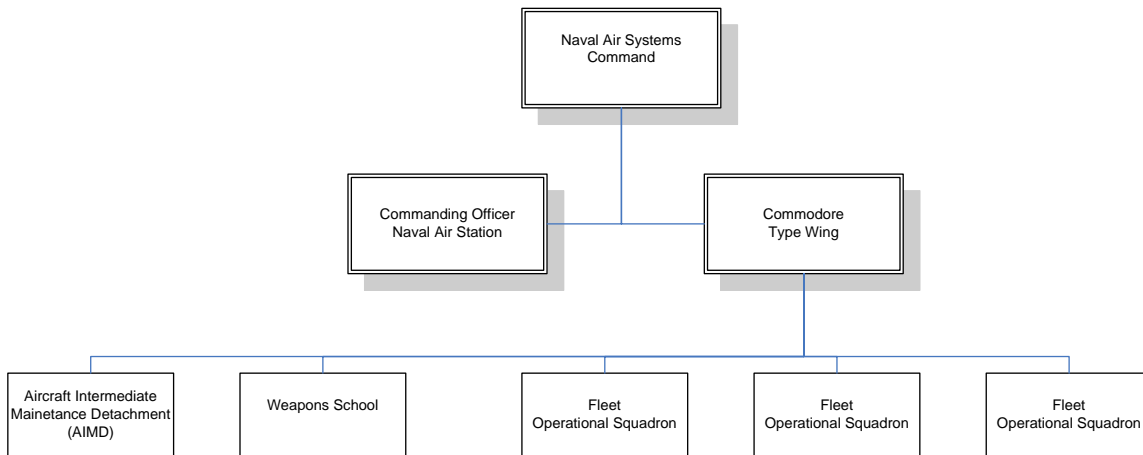 Naval Air Systems
Command
Commanding Officer
Naval Air Station
Commodore
Type Wing
Aircraft Intermediate
Mainetance Detachment
(AIMD)
Weapons School
Fleet
Operational Squadron
Fleet
Operational Squadron
Fleet
Operational Squadron